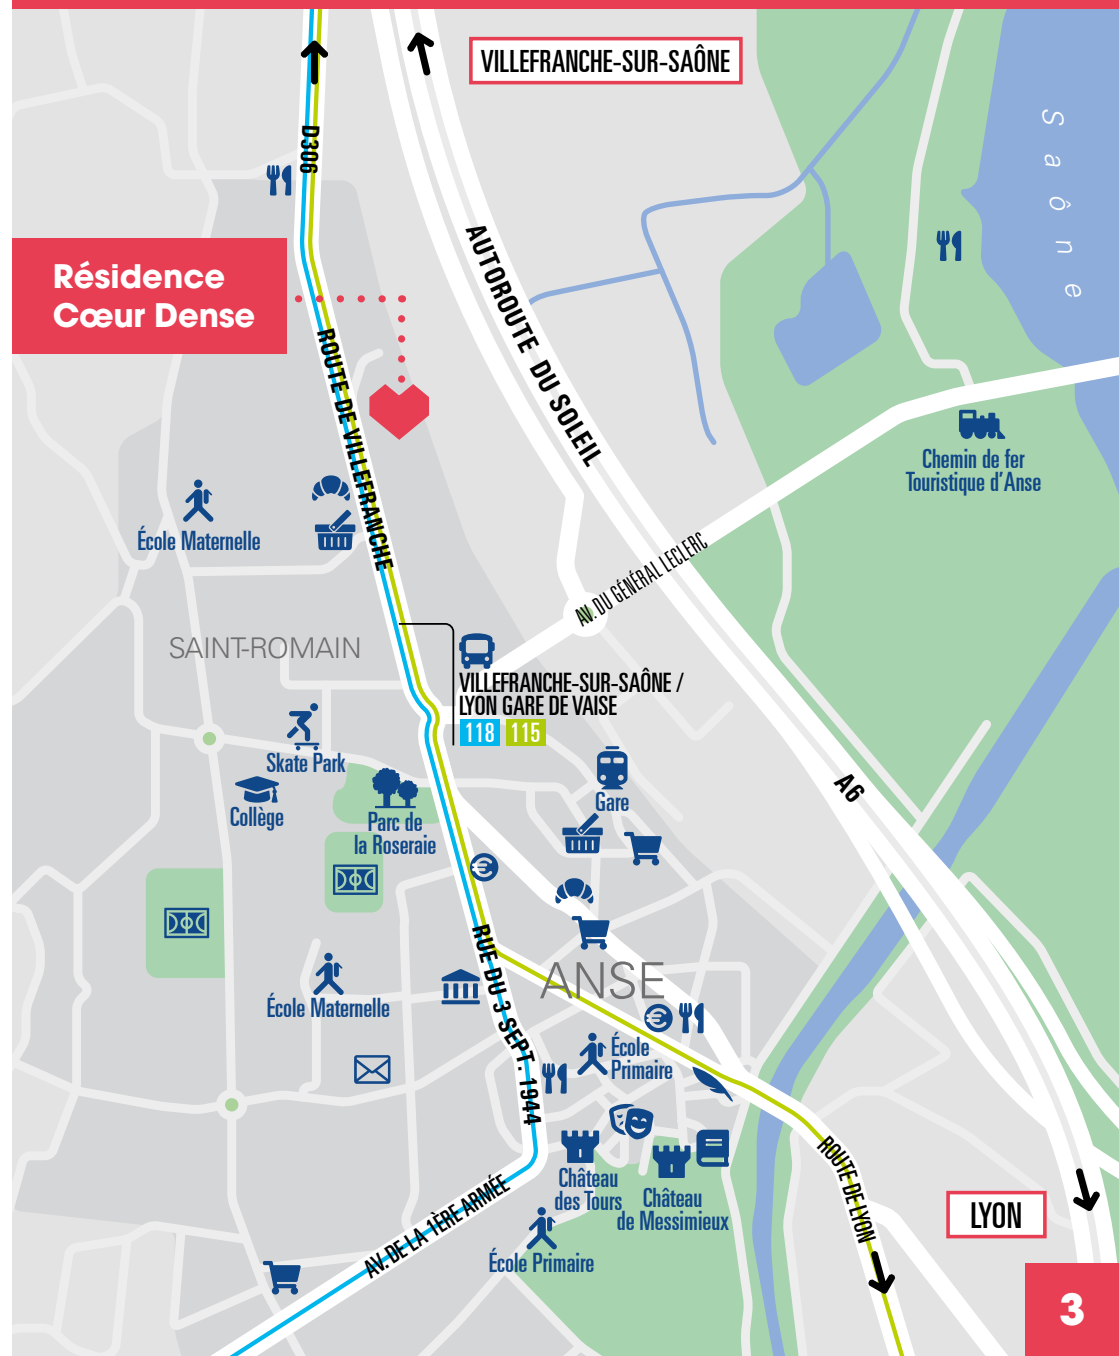 VILLEFRANCHE-SUR-SAÔNE
D306
Saône
Résidence
Cœur Dense
AUTOROUTE DU SOLEIL
ROUTE DE VILLEFRANCHE
Chemin de fer
Touristique d'Anse
École Maternelle
AV. DU GÉNÉRAL LECLERC
SAINT-ROMAIN
VILLEFRANCHE-SUR-SAÔNE /
LYON GARE DE VAISE
118 115
Skate Park
Collège
Parc de
la Roseraie
Gare
A6
RUE DU 3 SEPT. 1944
ANSE
École Maternelle
École
Primaire
Château
des Tours
Château
de Messimieux
ROUTE DE LYON
AV. DE LA 1ÈRE ARMÉE
École Primaire
LYON
3